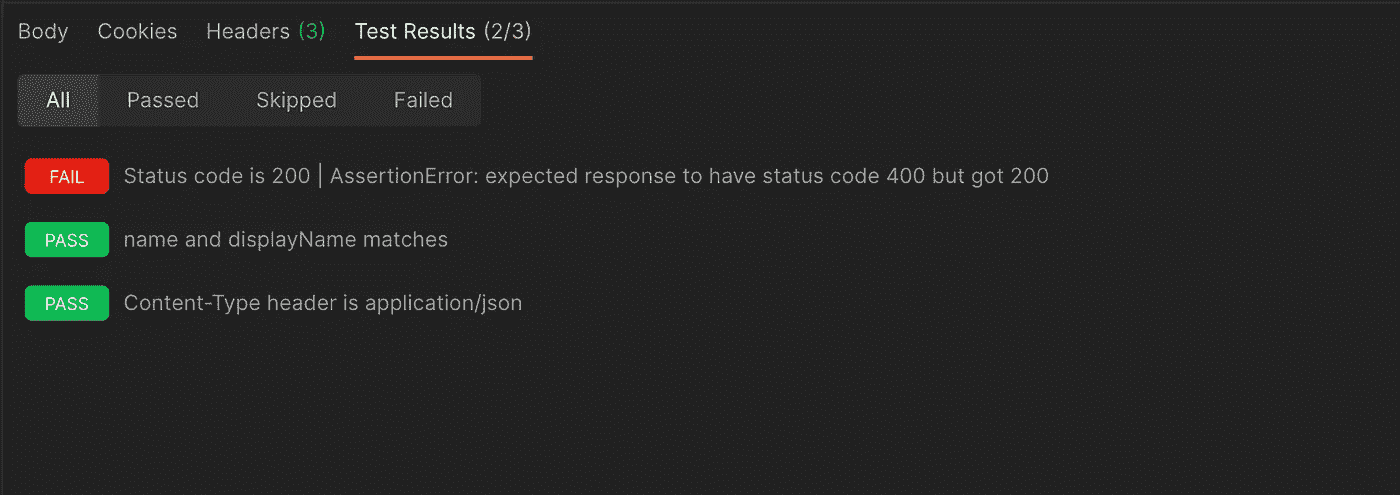 Body Cookies Headers (3) Test Results (2/3)
All Passed Skipped Failed
FAIL Status code is 200 | AssertionError: expected response to have status code 400 but got 200
PASS name and displayName matches
PASS Content-Type header is application/json